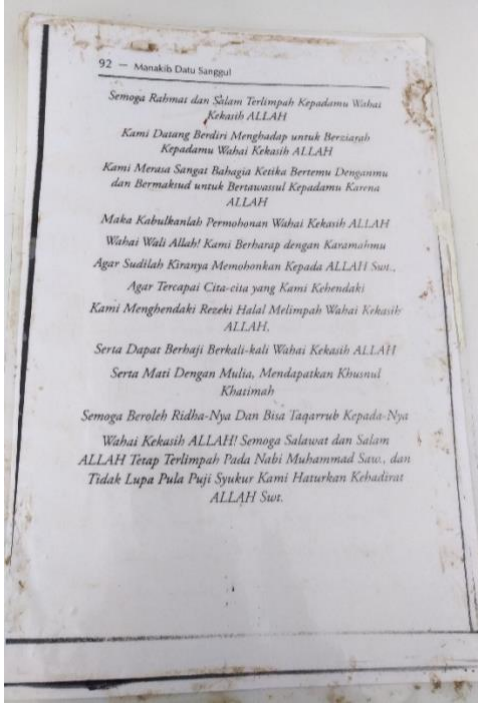 92 — Manakib Datu Sanggul
Semoga Rahmat dan Salam Terlimpah Kepadamu Wahai
Kekasih ALLAH
Kami Datang Berdiri Menghadap untuk Berziarah
Kepadamu Wahai Kekasih ALLAH
Kami Merasa Sangat Bahagia Ketika Bertemu Denganmu
dan Bermaksud untuk Bertawassul Kepadamu Karena
ALLAH
Maka Kabulkanlah Permohonan Wahai Kekasih ALLAH
Wahai Wali Allah! Kami Berharap dengan Karamahmu
Agar Sudilah Kiranya Memohonkan Kepada ALLAH Swt.,
Agar Tercapai Cita-cita yang Kami Kehendaki
Kami Menghendaki Rezeki Halal Melimpah Wahai Kekasih
ALLAH,
Serta Dapat Berhaji Berkali-kali Wahai Kekasih ALLAH
Serta Mati Dengan Mulia, Mendapatkan Khusnul
Khatimah
Semoga Beroleh Ridha-Nya Dan Bisa Taqarrub Kepada-Nya
Wahai Kekasih ALLAH! Semoga Salawat dan Salam
ALLAH Tetap Terlimpah Pada Nabi Muhammad Saw., dan
Tidak Lupa Pula Puji Syukur Kami Haturkan Kehadirat
ALLAH Swt.